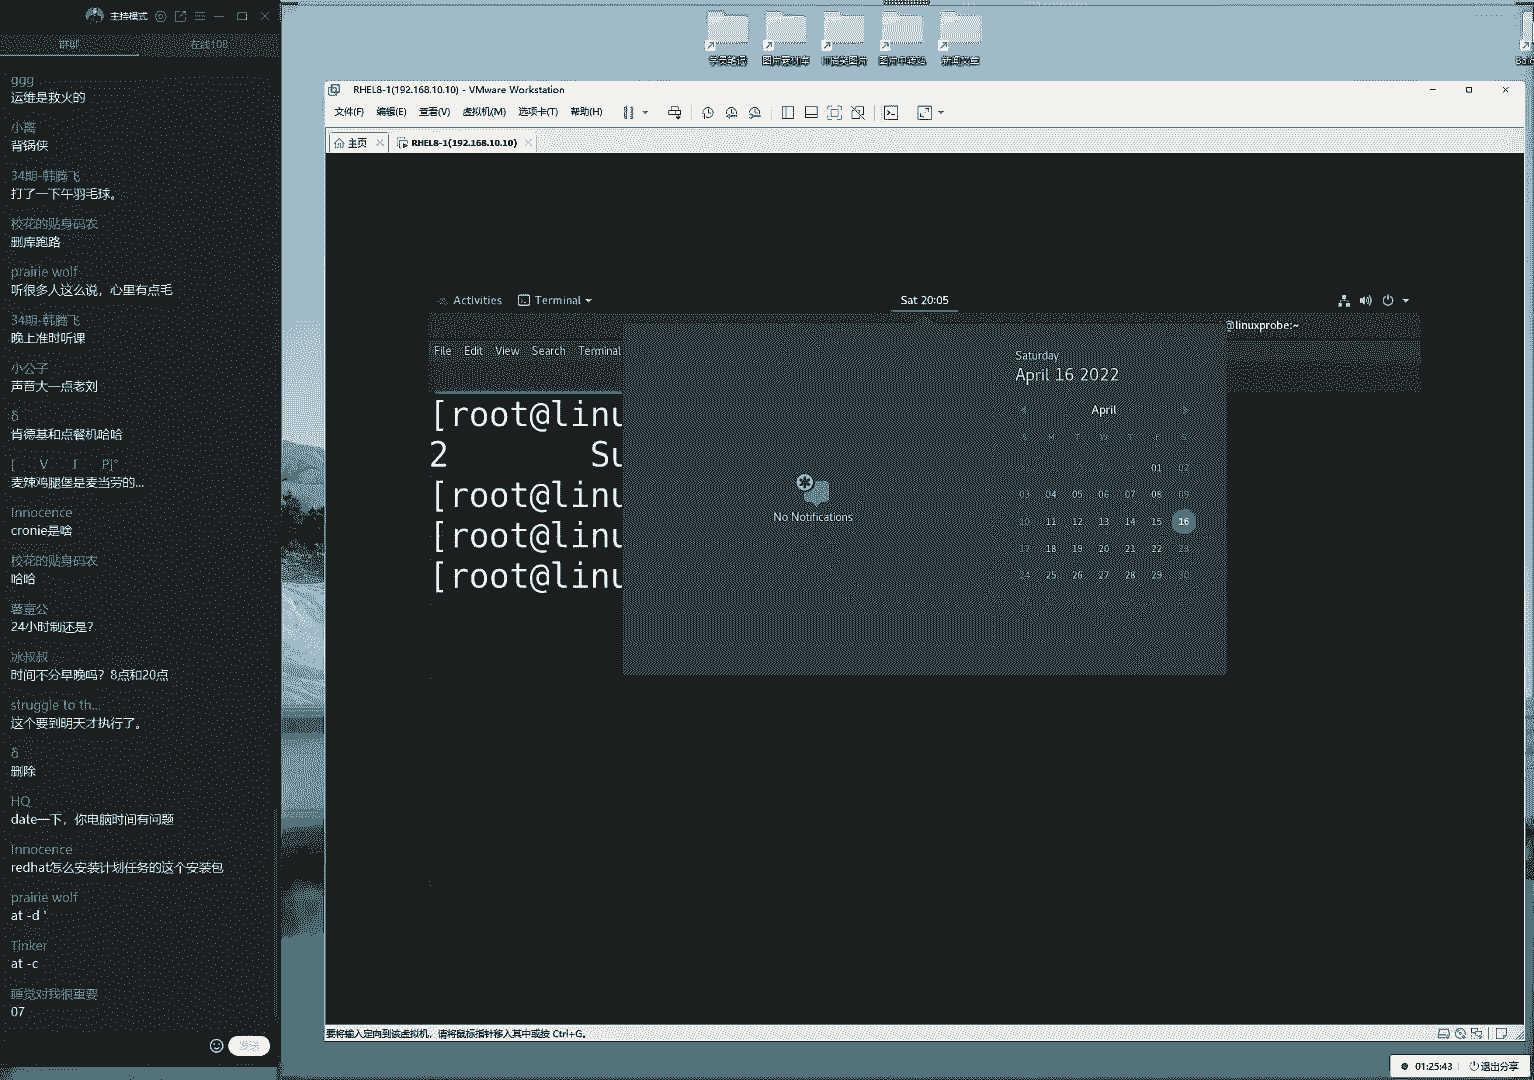 主持模式
群聊
在线108
ggg
运维是救火的
小嵩
背锅侠
34期-韩腾飞
打了一下午羽毛球。
校花的贴身码农
删库跑路
prairie wolf
听很多人这么说，心里有点毛
34期-韩腾飞
晚上准时听课
小公子
声音大一点老刘
δ
肯德基和点餐机哈哈
[ V I P]°
麦辣鸡腿堡是麦当劳的...
Innocence
cronie是啥
校花的贴身码农
哈哈
24小时制还是?
冰叔叔
时间不分早晚吗？8点和20点
struggle to th...
这个要到明天才执行了。
δ
删除
HQ
date一下，你电脑时间有问题
Innocence
redhat怎么安装计划任务的这个安装包
prairie wolf
at -d `
Tinker
at -c
睡觉对我很重要
07
发送
图片素材库
图片中转站
新闻文章
RHEL8-1(192.168.10.10) - VMware Workstation
文件(F) 编辑(E) 查看(V) 虚拟机(M) 选项卡(T) 帮助(H)
主页
RHEL8-1(192.168.10.10)
Activities Terminal Sat 20:05
@linuxprobe:~
File Edit View Search Terminal
[root@linu
2 Su
[root@linu
[root@linu
[root@linu
No Notifications
Saturday
April 16 2022
April
S M T W T F S
01 02
03 04 05 06 07 08 09
10 11 12 13 14 15 16
17 18 19 20 21 22 23
24 25 26 27 28 29 30
要将输入定向到该虚拟机，请将鼠标指针移入其中或按 Ctrl+G。
01:25:43 退出分享